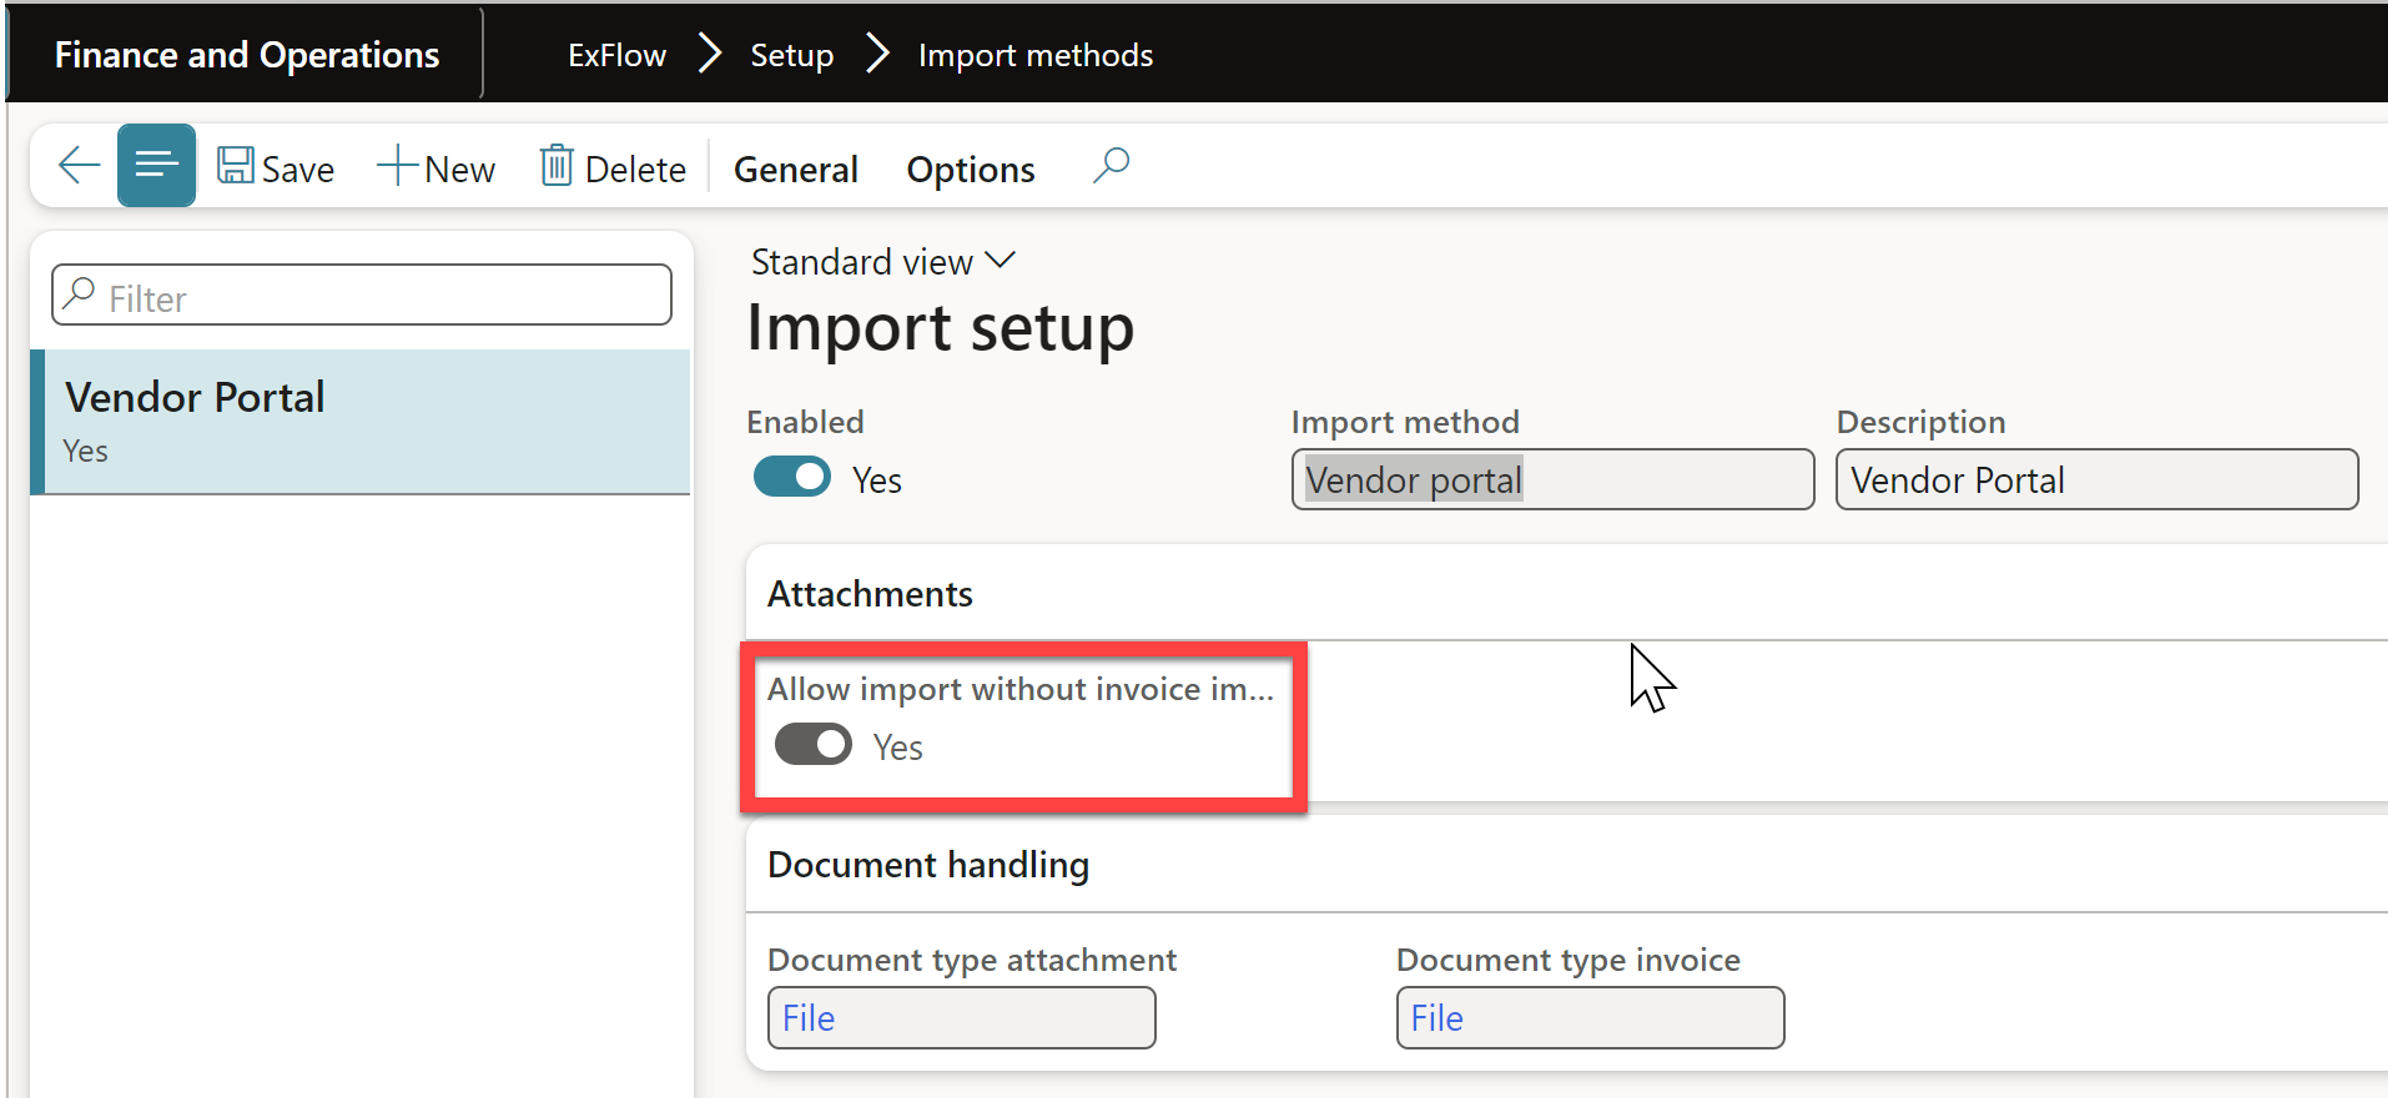 Finance and Operations
ExFlow > Setup > Import methods
Save New Delete General Options
Filter
Vendor Portal
Yes
Standard view
Import setup
Enabled
Yes
Import method
Vendor portal
Description
Vendor Portal
Attachments
Allow import without invoice im...
Yes
Document handling
Document type attachment
File
Document type invoice
File